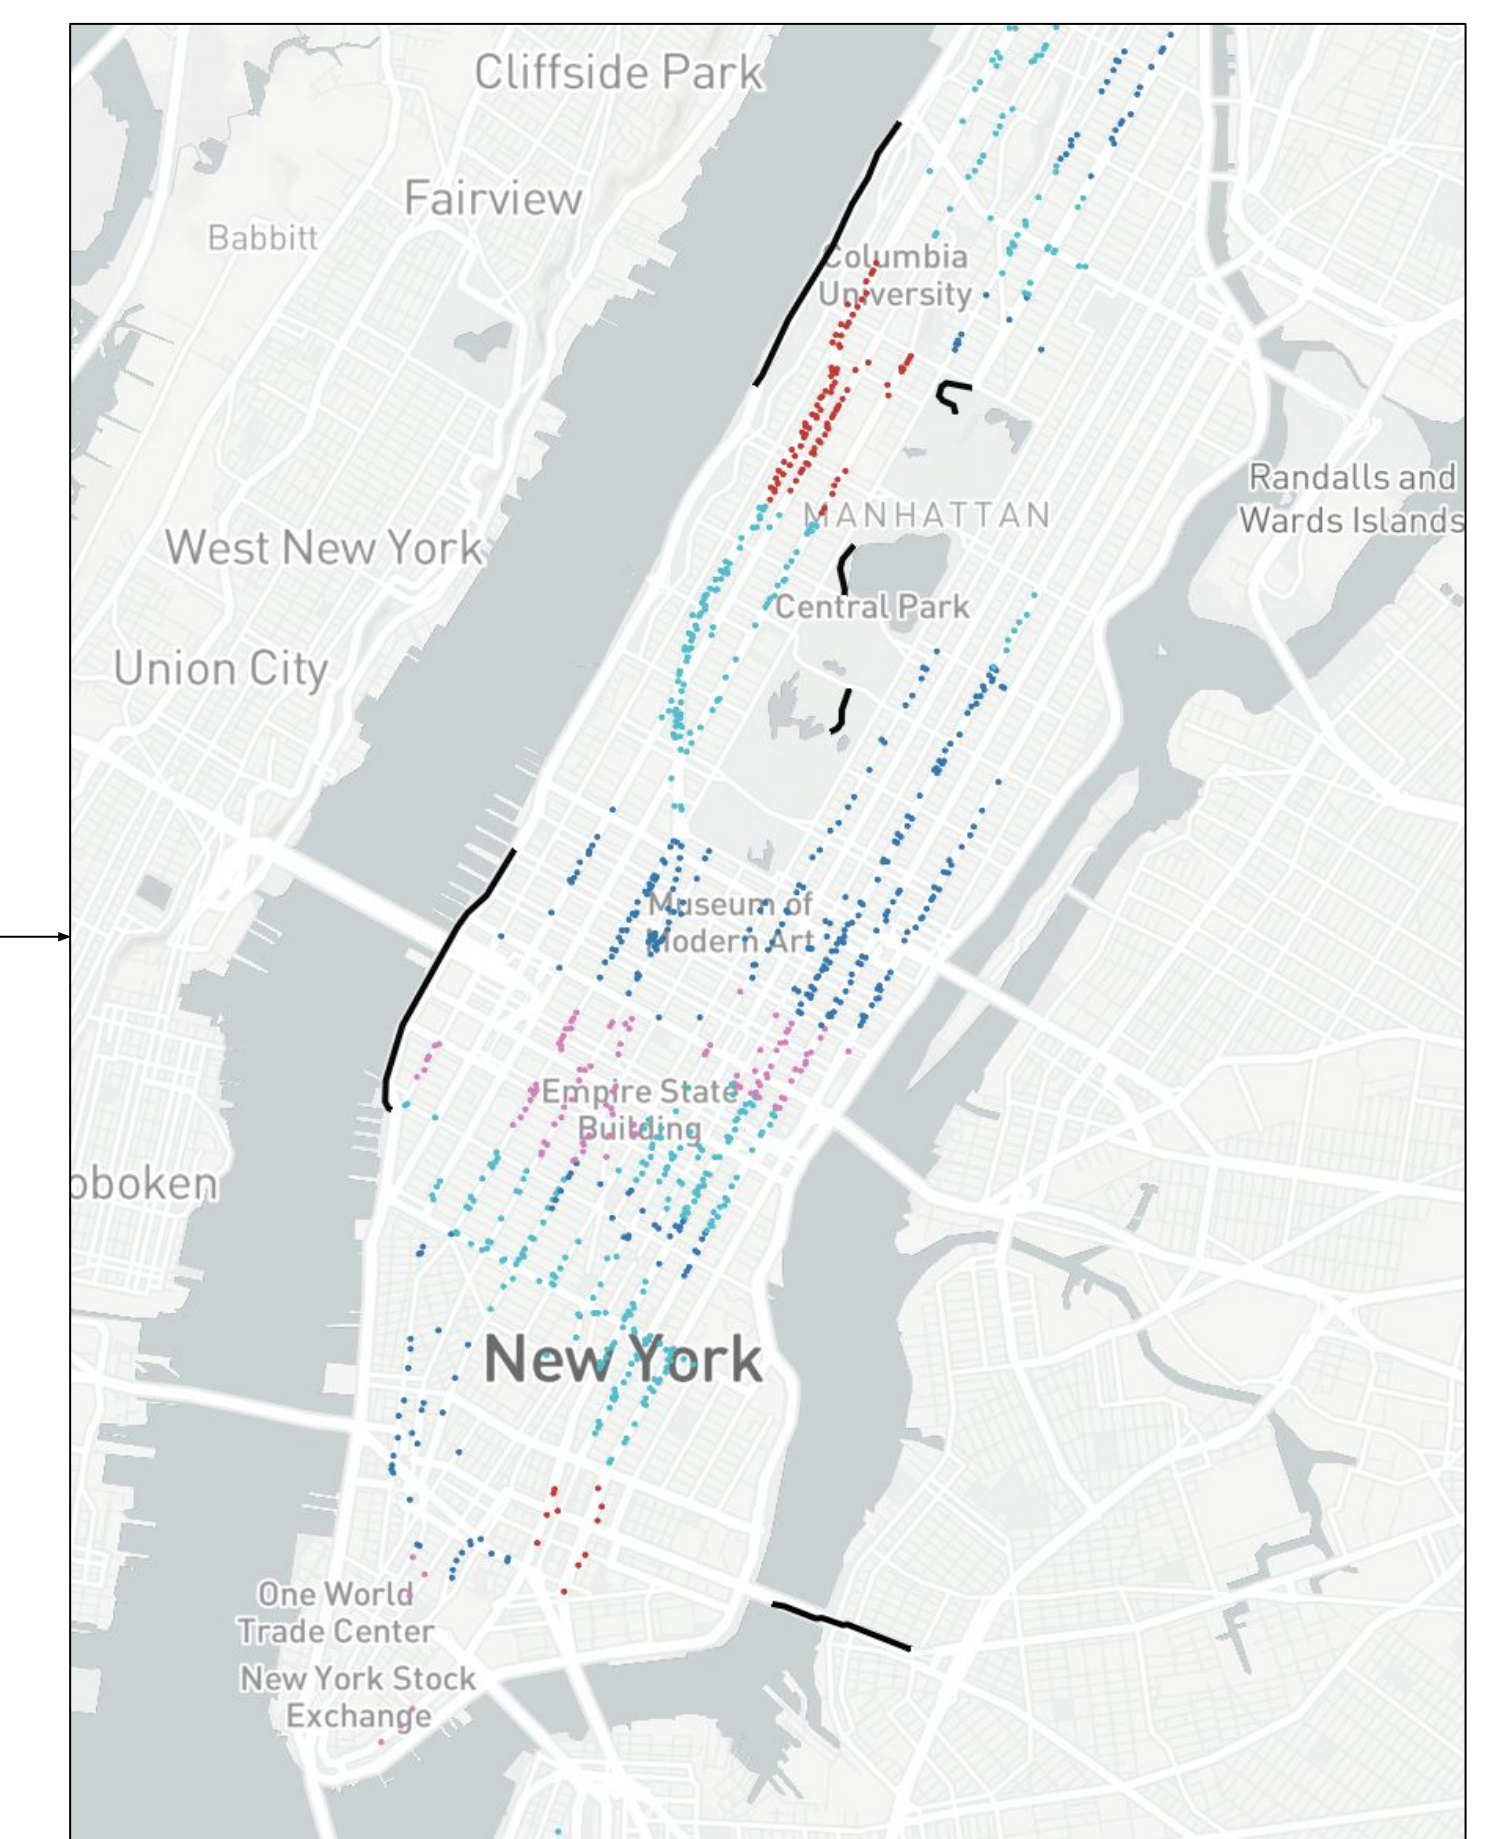 Cliffside Park
Fairview
Babbitt
Columbia
University
Randalls and
Wards Islands
MANHATTAN
West New York
Central Park
Union City
Museum of
Modern Art
Empire State
Building
oboken
New York
One World
Trade Center
New York Stock
Exchange